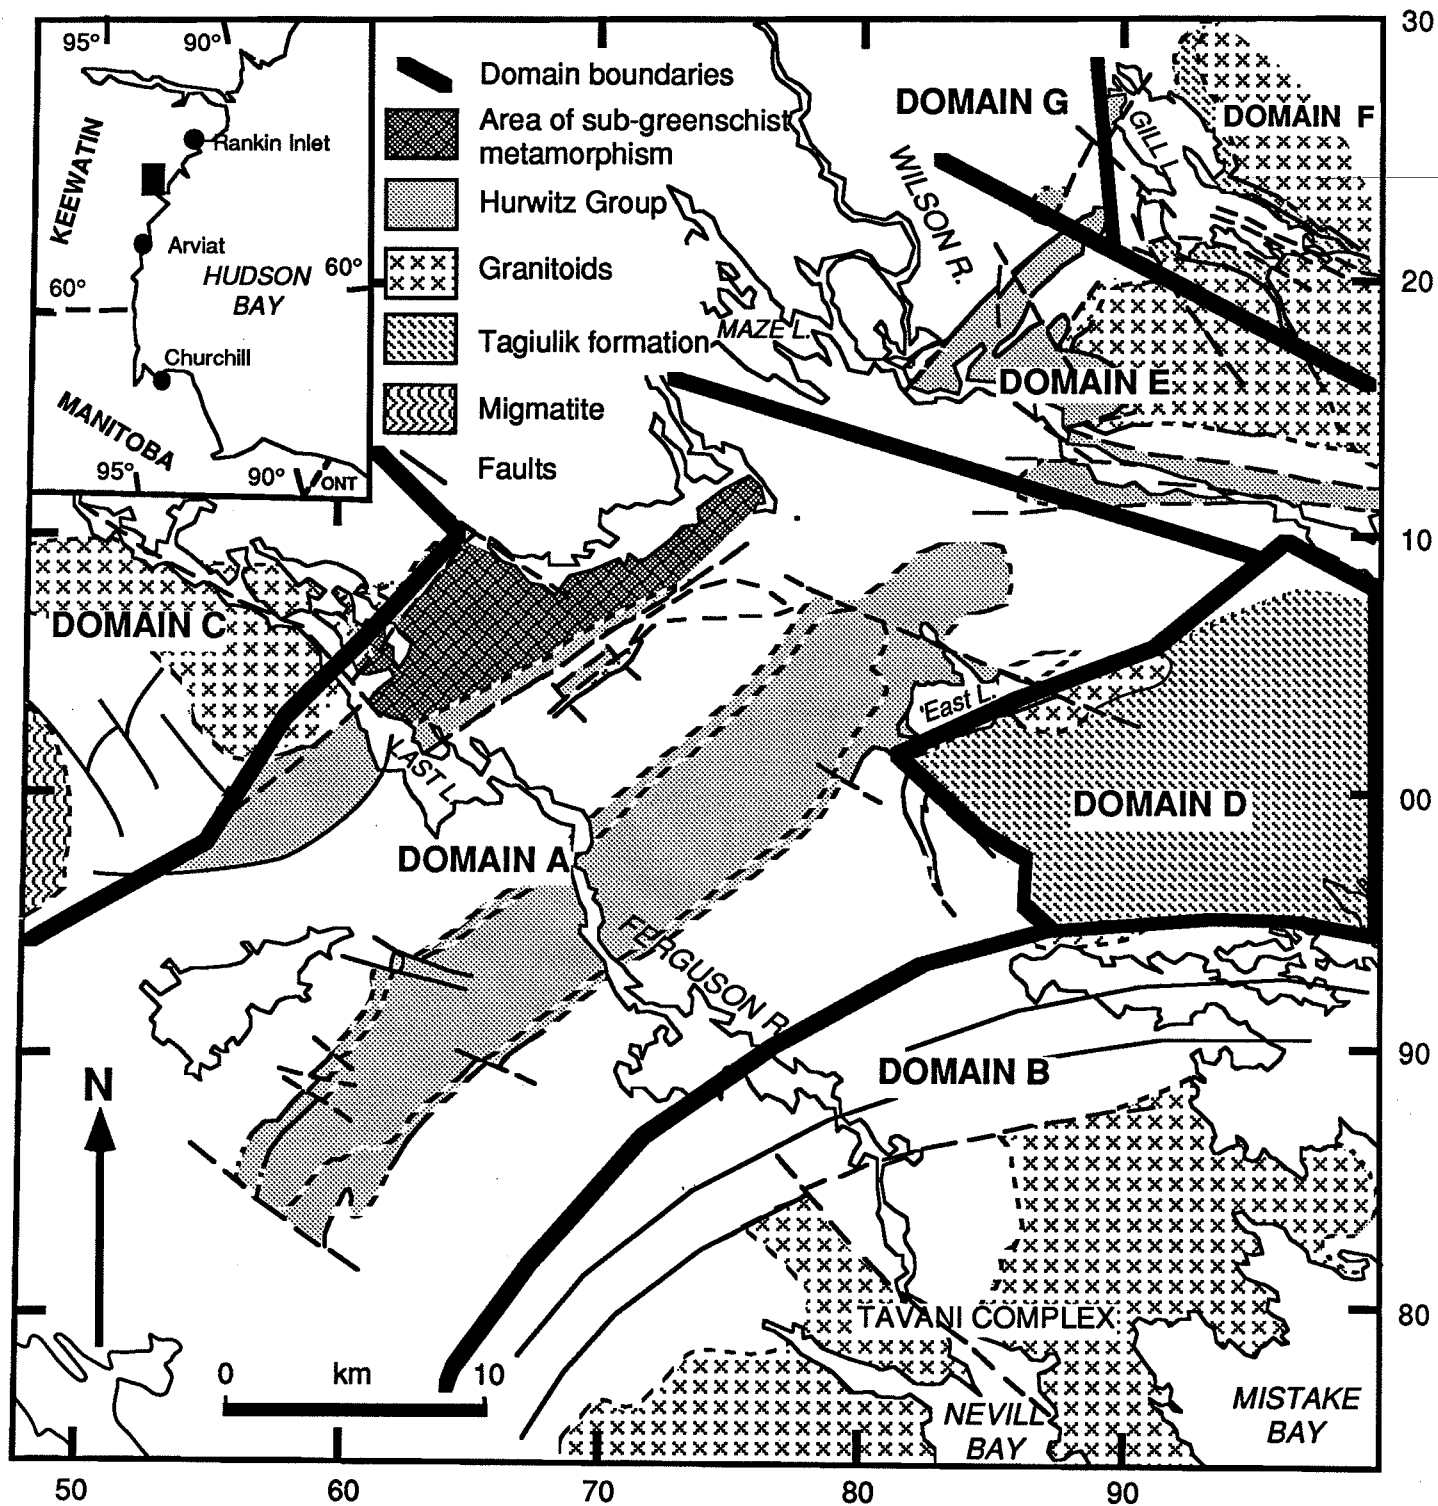 95°
90°
KEEWATIN
Rankin Inlet
Arviat
HUDSON
BAY
60°
60°
Churchill
MANITOBA
95°
90°
ONT
Domain boundaries
Area of sub-greenschist
metamorphism
Hurwitz Group
Granitoids
Tagiulik formation
Migmatite
Faults
30
20
10
00
90
80
DOMAIN G
DOMAIN F
GILL L.
WILSON R.
MAZE L.
DOMAIN E
DOMAIN C
'East L.
KAST L.
DOMAIN D
DOMAIN A
FERGUSON R.
DOMAIN B
N
TAVANI COMPLEX
0
km
10
NEVILL
BAY
MISTAKE
BAY
50
60
70
80
90